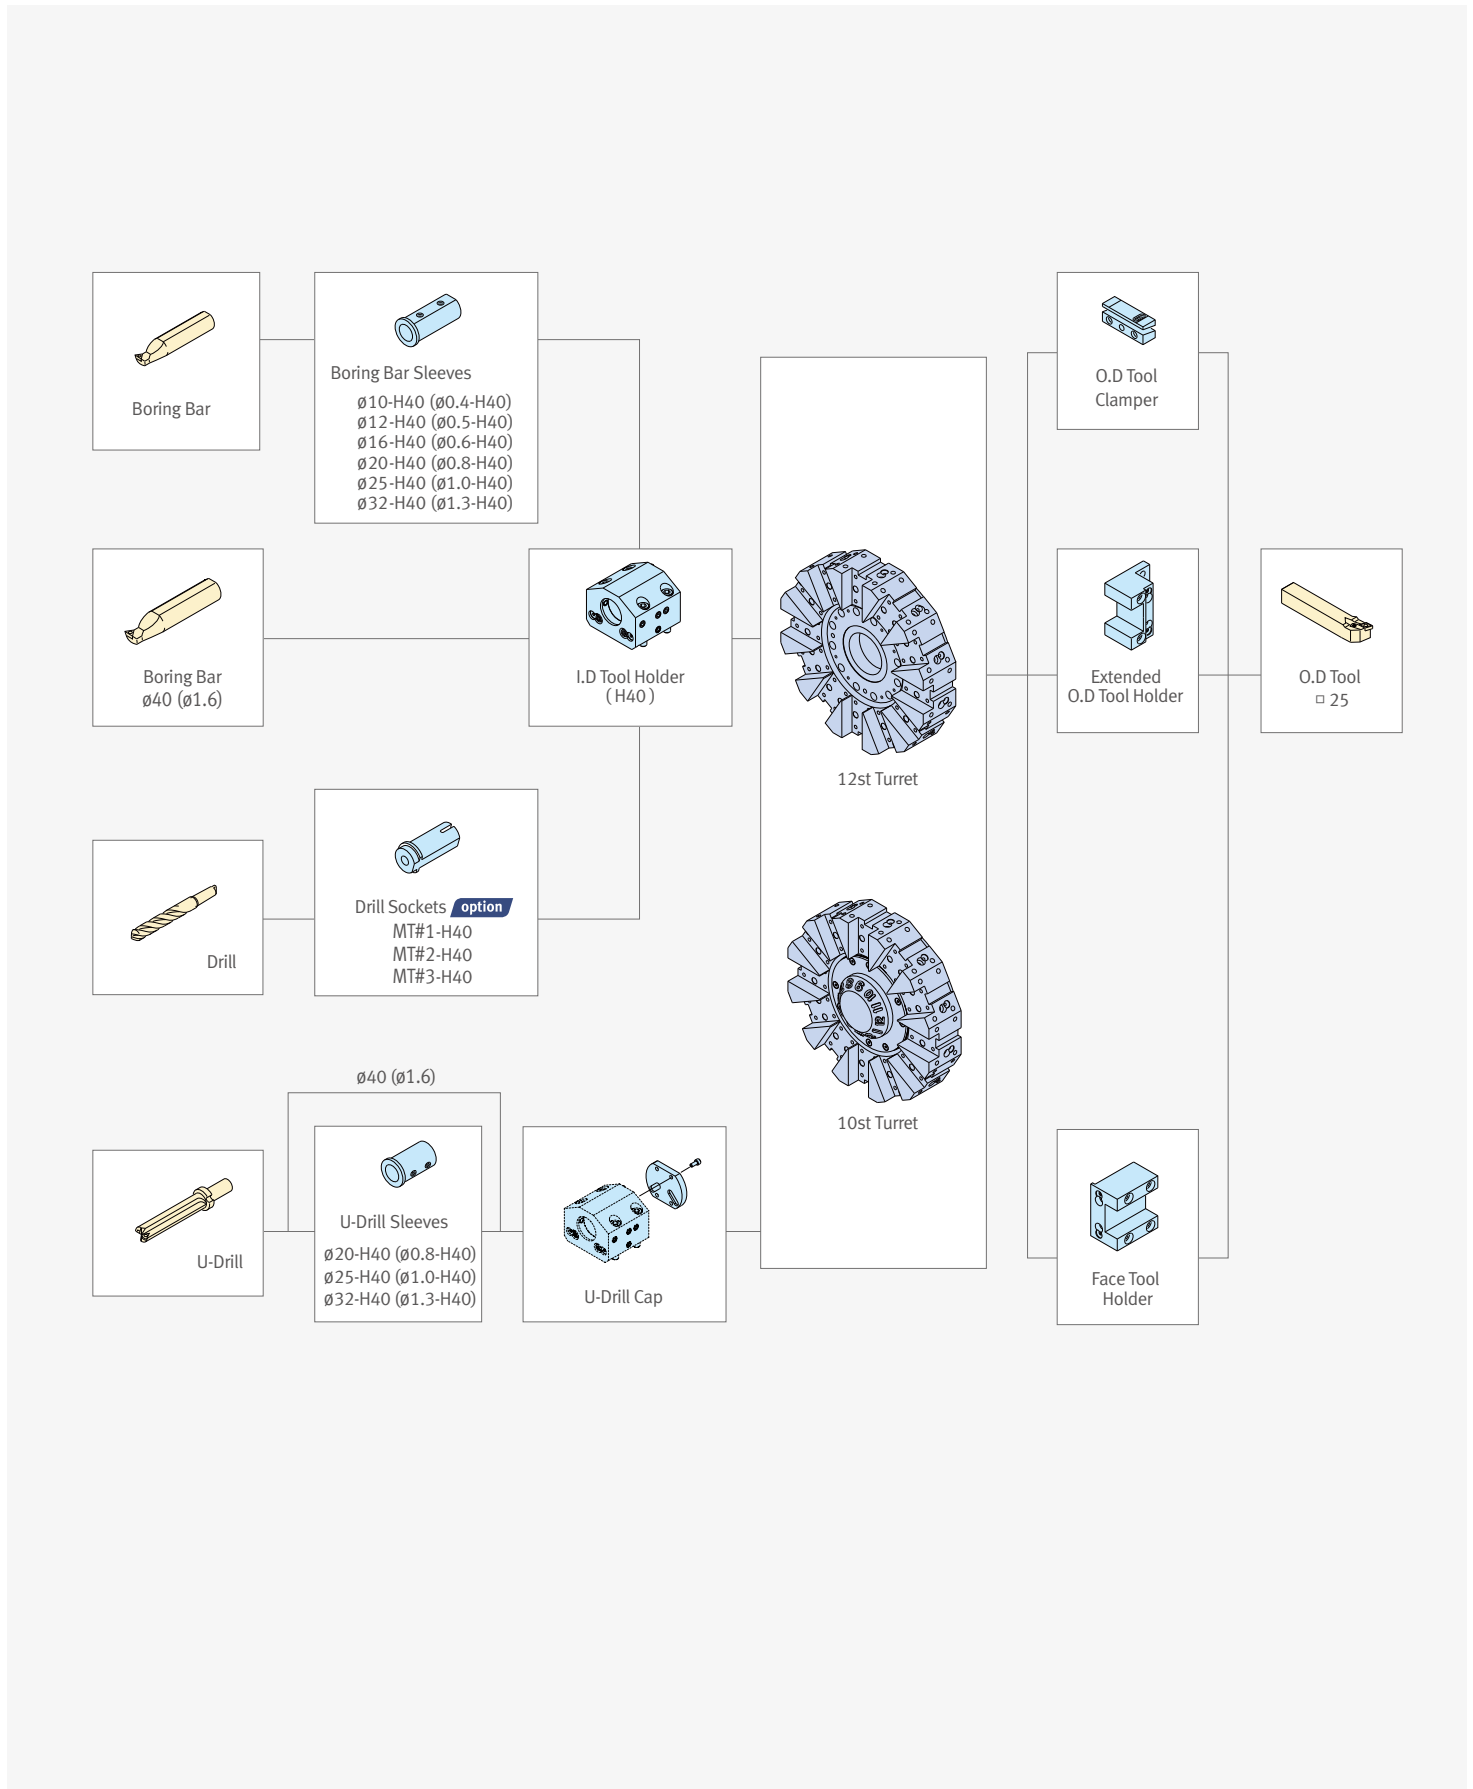 Boring Bar
Boring Bar Sleeves
ø10-H40 (ø0.4-H40)
ø12-H40 (ø0.5-H40)
ø16-H40 (ø0.6-H40)
ø20-H40 (ø0.8-H40)
ø25-H40 (ø1.0-H40)
ø32-H40 (ø1.3-H40)
O.D Tool
Clamper
Boring Bar
ø40 (ø1.6)
I.D Tool Holder
( H40 )
12st Turret
Extended
O.D Tool Holder
O.D Tool
□ 25
Drill
Drill Sockets option
MT#1-H40
MT#2-H40
MT#3-H40
10st Turret
ø40 (ø1.6)
U-Drill
U-Drill Sleeves
ø20-H40 (ø0.8-H40)
ø25-H40 (ø1.0-H40)
ø32-H40 (ø1.3-H40)
U-Drill Cap
Face Tool
Holder